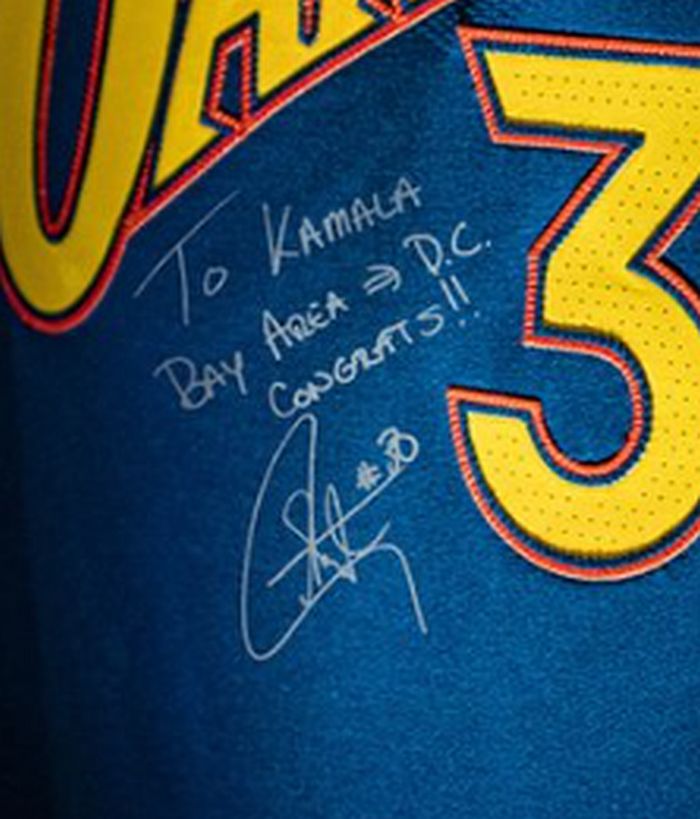 To KAMALA
BAY AREA ⇒ D.C.
CONGRATS!!
#30
3